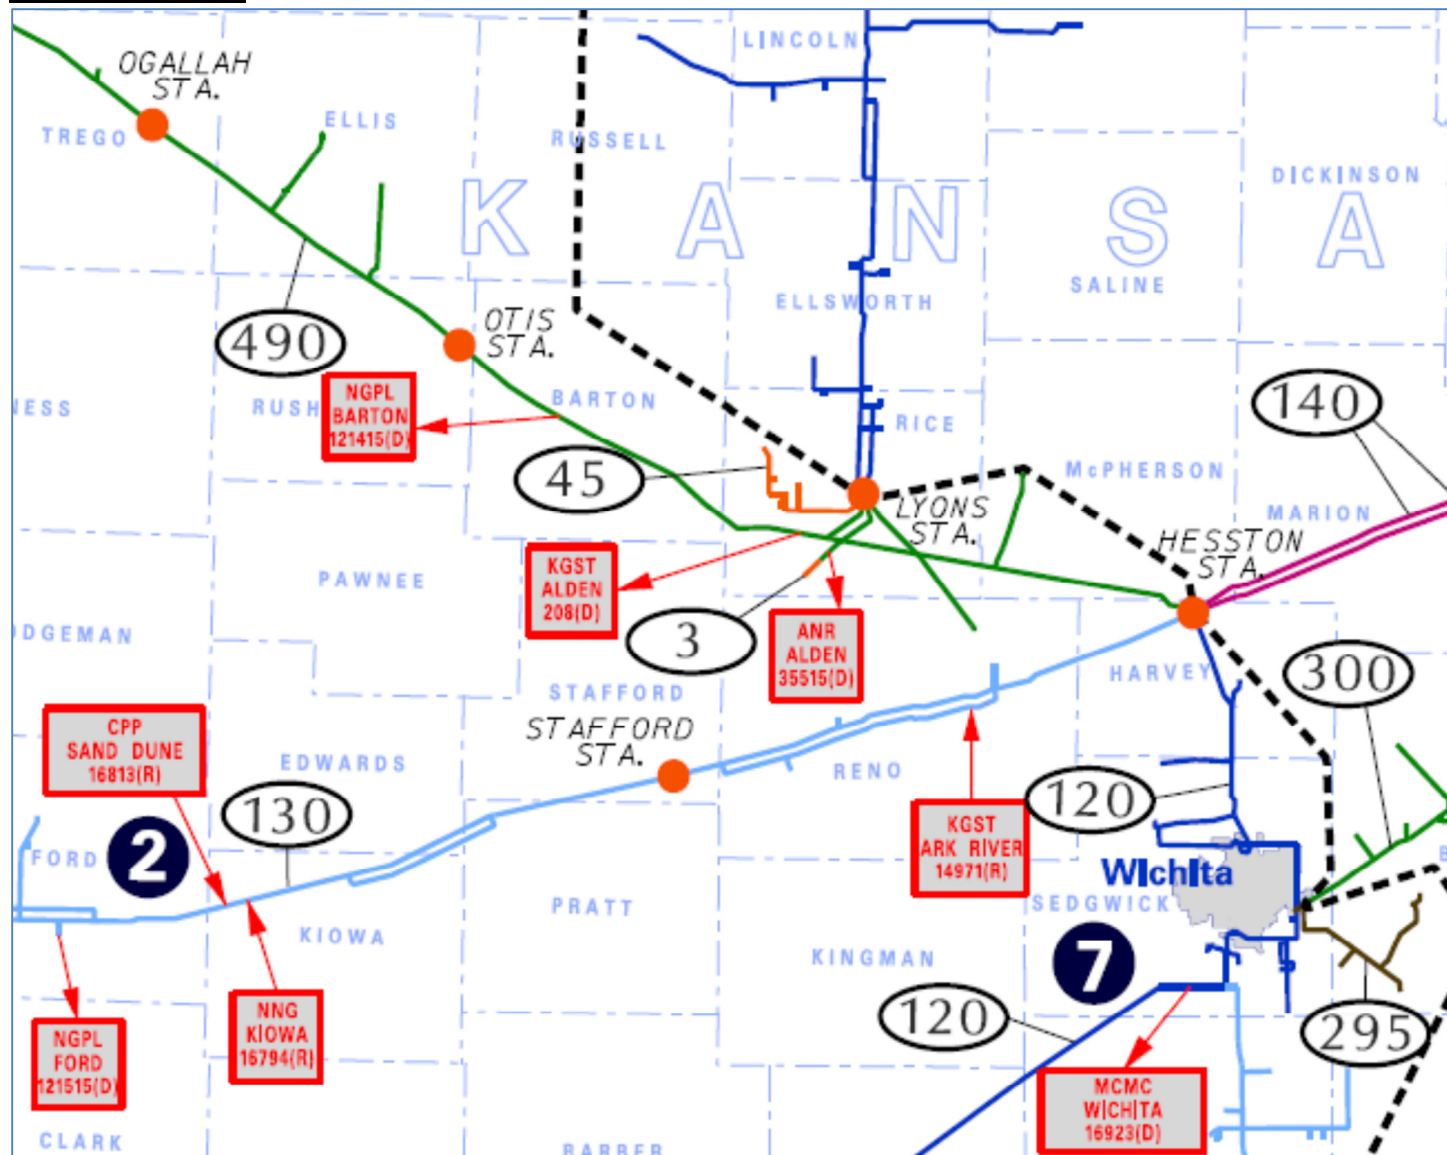 OGALLAH
STA.
LINCOLN
TREGO
ELLIS
RUSSELL
DICKINSON
K A N S A
SALINE
ELLSWORTH
490
OTIS
STA.
NGPL
BARTON
121415(D)
RUSH
BARTON
NESS
RICE
140
45
McPHERSON
LYONS
STA.
MARION
HESSTON
STA.
KGST
ALDEN
208(D)
PAWNEE
3
ANR
ALDEN
35515(D)
ODGEMAN
HARVEY
300
STAFFORD
STAFFORD
STA.
CPP
SAND DUNE
16813(R)
EDWARDS
RENO
130
120
KGST
ARK RIVER
14971(R)
2
FORD
Wichita
B
SEDGWICK
PRATT
KIOWA
KINGMAN
7
NNG
KIOWA
16794(R)
NGPL
FORD
121515(D)
120
295
MCMC
WICHITA
16923(D)
CLARK
BARBER